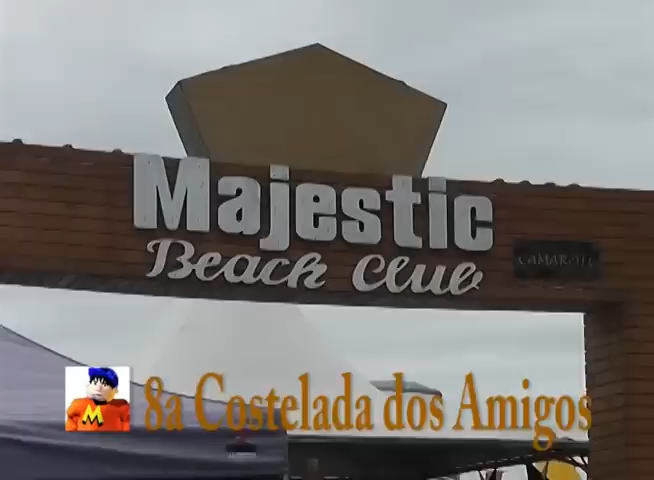 Majestic
Beach Club
CAMAROTE
M
8a Costelada dos Amigos